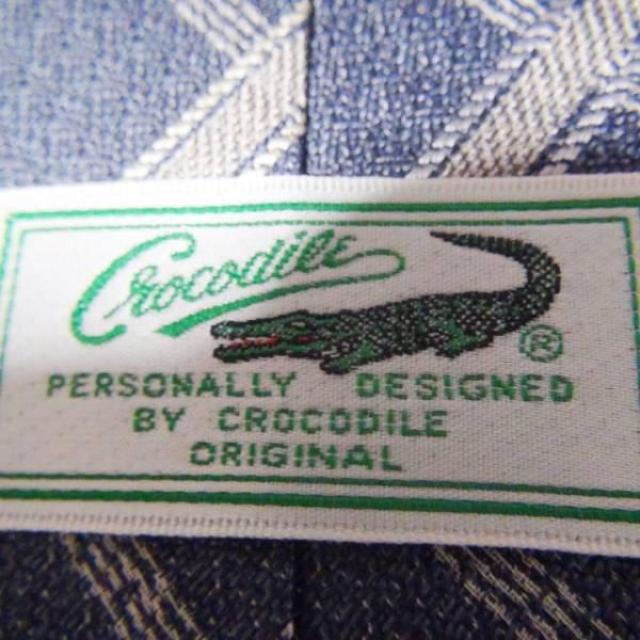 Crocodile
®
PERSONALLY DESIGNED
BY CROCODILE
ORIGINAL